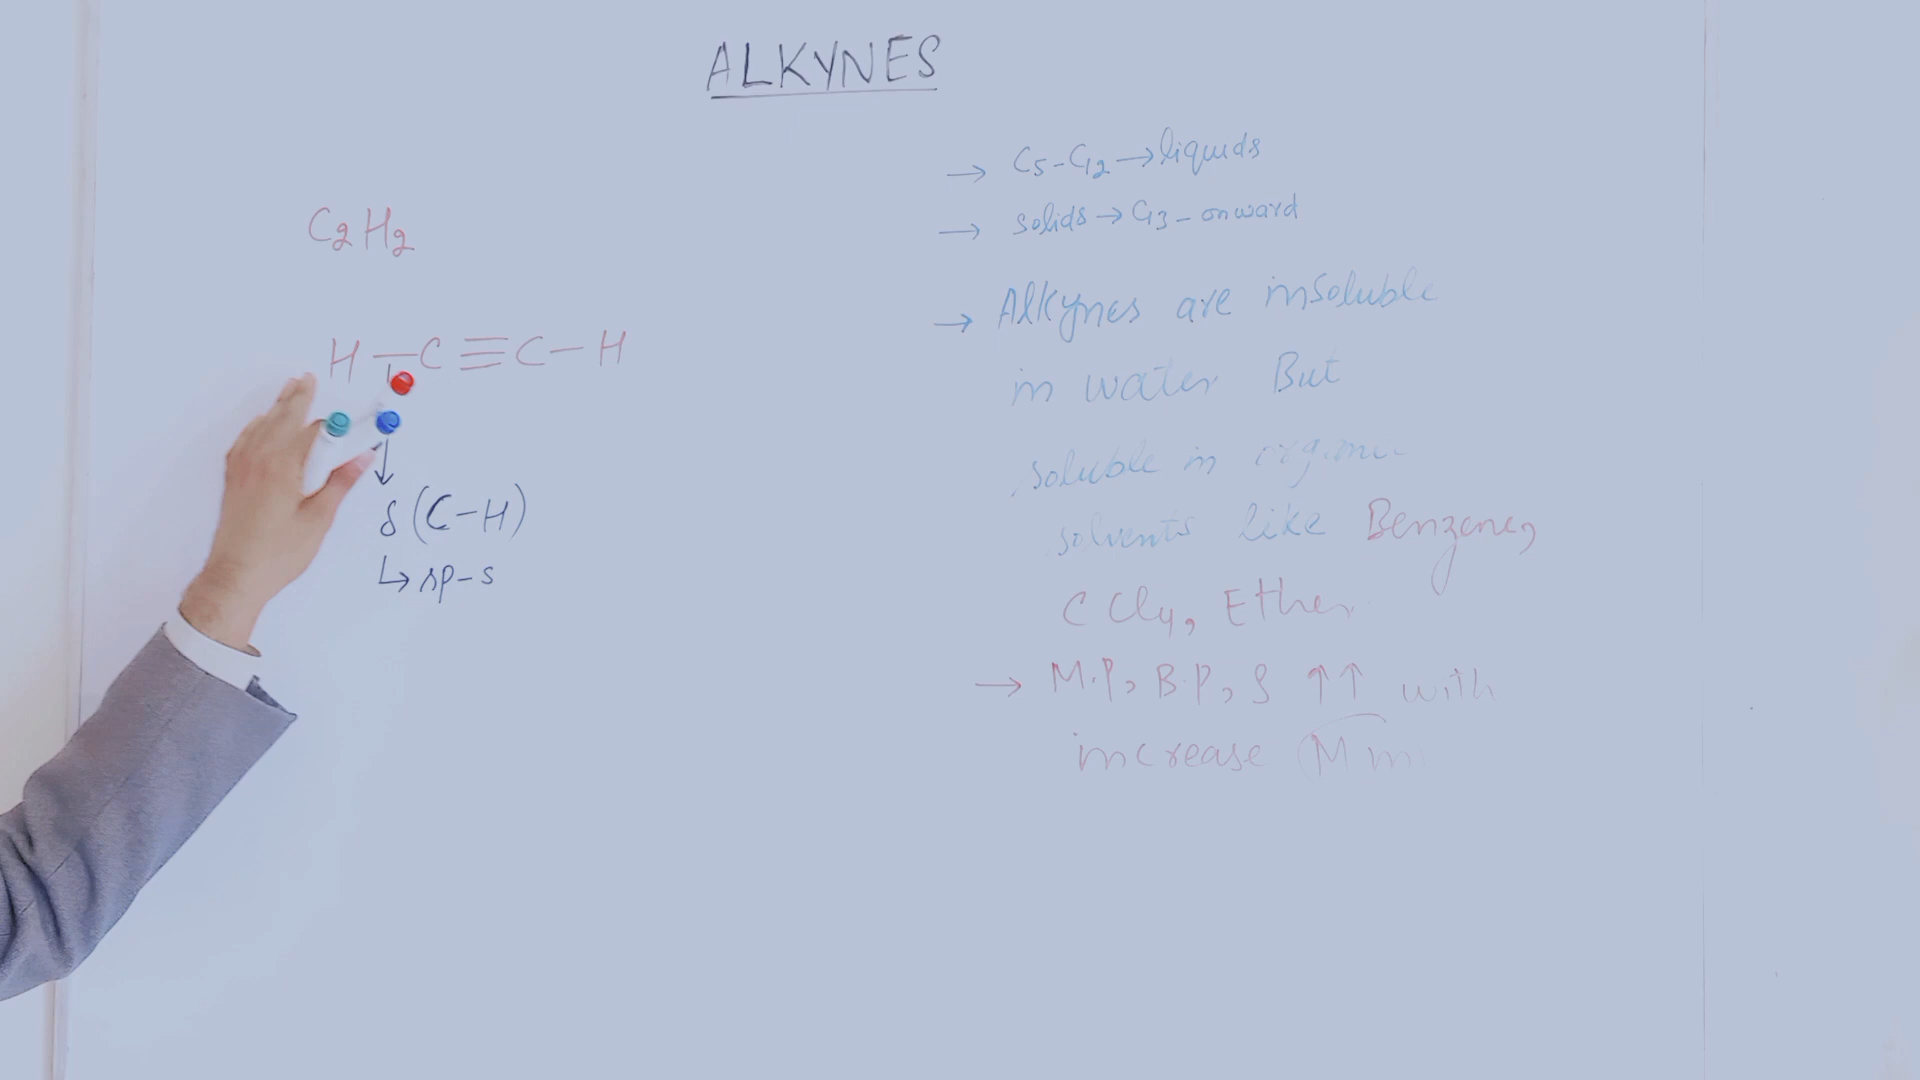 ALKYNES
C₂H₂
H－C≡C－H
δ(C-H)
↳ sp-s
→ C₅-C₁₂ → liquids
→ solids → C₁₃ - onward
→ Alkynes are insoluble
in water But
soluble in
solvents like Benzene,
CCl₄, Ether
→ M.P, B.P, ρ ↑↑ with
increase M m